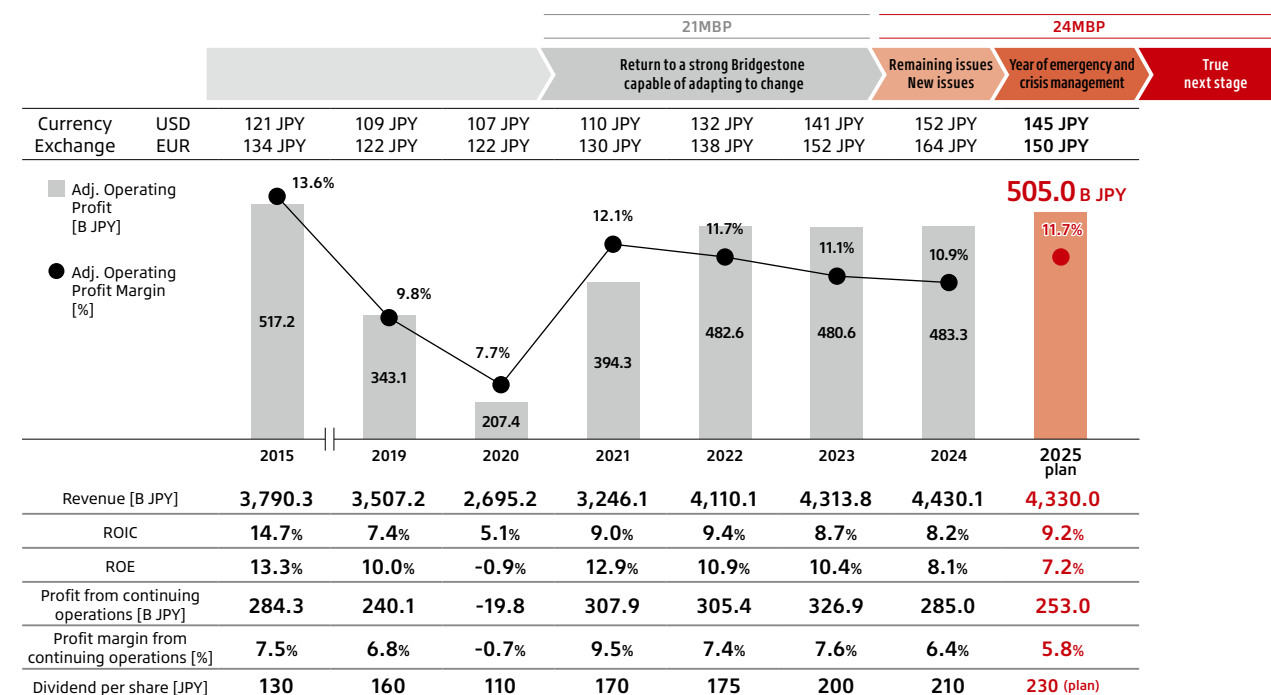 21MBP
24MBP
Return to a strong Bridgestone
capable of adapting to change
Remaining issues
New issues
Year of emergency and
crisis management
True
next stage
Currency
Exchange
USD 121 JPY 109 JPY 107 JPY 110 JPY 132 JPY 141 JPY 152 JPY 145 JPY
EUR 134 JPY 122 JPY 122 JPY 130 JPY 138 JPY 152 JPY 164 JPY 150 JPY
Adj. Operating
Profit
[B JPY]
Adj. Operating
Profit Margin
[%]
13.6%
9.8%
7.7%
12.1%
11.7%
11.1%
10.9%
505.0 B JPY
11.7%
517.2
343.1
207.4
394.3
482.6
480.6
483.3
2015 2019 2020 2021 2022 2023 2024 2025
plan
Revenue [B JPY] 3,790.3 3,507.2 2,695.2 3,246.1 4,110.1 4,313.8 4,430.1 4,330.0
ROIC 14.7% 7.4% 5.1% 9.0% 9.4% 8.7% 8.2% 9.2%
ROE 13.3% 10.0% -0.9% 12.9% 10.9% 10.4% 8.1% 7.2%
Profit from continuing
operations [B JPY] 284.3 240.1 -19.8 307.9 305.4 326.9 285.0 253.0
Profit margin from
continuing operations [%] 7.5% 6.8% -0.7% 9.5% 7.4% 7.6% 6.4% 5.8%
Dividend per share [JPY] 130 160 110 170 175 200 210 230 (plan)